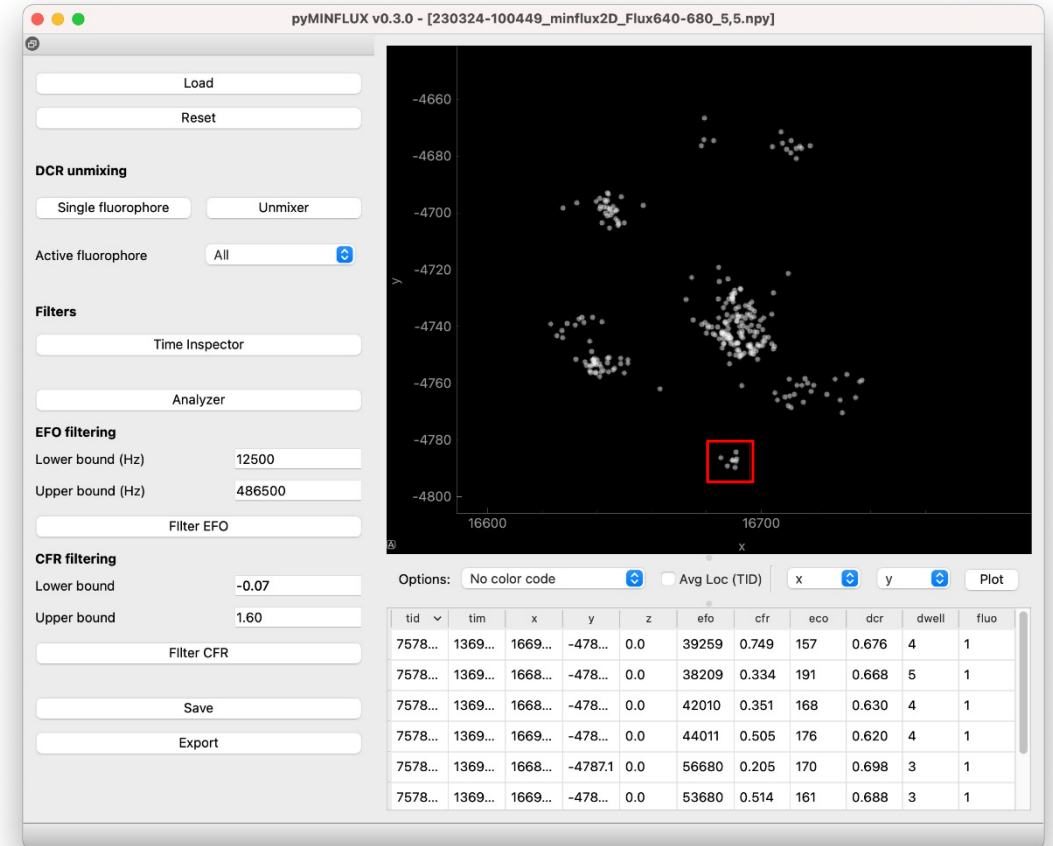 pyMINFLUX v0.3.0 - [230324-100449_minflux2D_Flux640-680_5,5.npy]
Load
Reset
DCR unmixing
Single fluorophore Unmixer
Active fluorophore All
Filters
Time Inspector
Analyzer
EFO filtering
Lower bound (Hz) 12500
Upper bound (Hz) 486500
FIlter EFO
CFR filtering
Lower bound -0.07
Upper bound 1.60
FIlter CFR
Save
Export
-4660
-4680
-4700
-4720
-4740
-4760
-4780
-4800
y
16600 16700
x
A
Options: No color code Avg Loc (TID) x y Plot
tid tim x y z efo cfr eco dcr dwell fluo
7578... 1369... 1669... -478... 0.0 39259 0.749 157 0.676 4 1
7578... 1369... 1668... -478... 0.0 38209 0.334 191 0.668 5 1
7578... 1369... 1668... -478... 0.0 42010 0.351 168 0.630 4 1
7578... 1369... 1669... -478... 0.0 44011 0.505 176 0.620 4 1
7578... 1369... 1668... -4787.1 0.0 56680 0.205 170 0.698 3 1
7578... 1369... 1669... -478... 0.0 53680 0.514 161 0.688 3 1